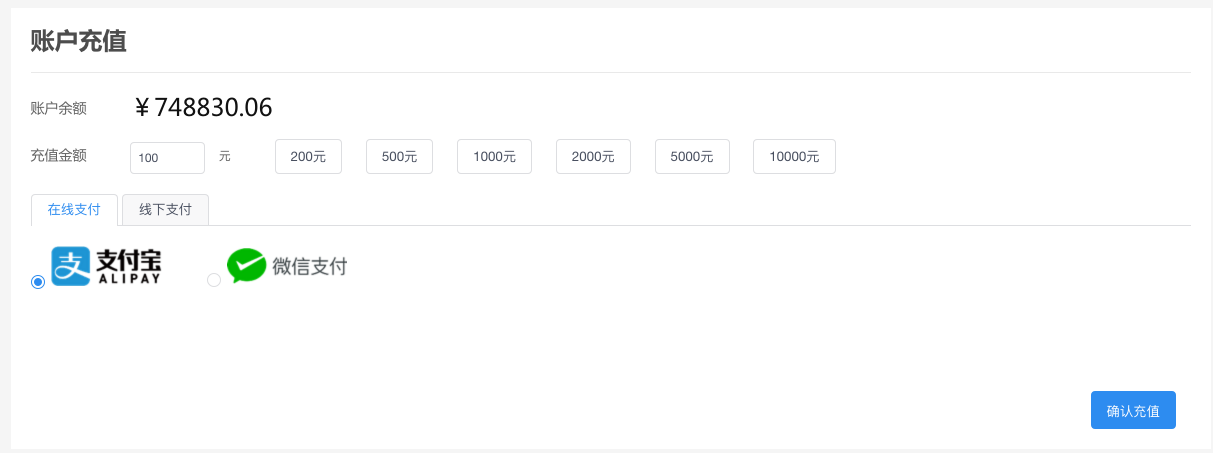 账户充值
账户余额 ¥748830.06
充值金额 100 元 200元 500元 1000元 2000元 5000元 10000元
在线支付 线下支付
支 支付宝 ALIPAY 微信支付
确认充值